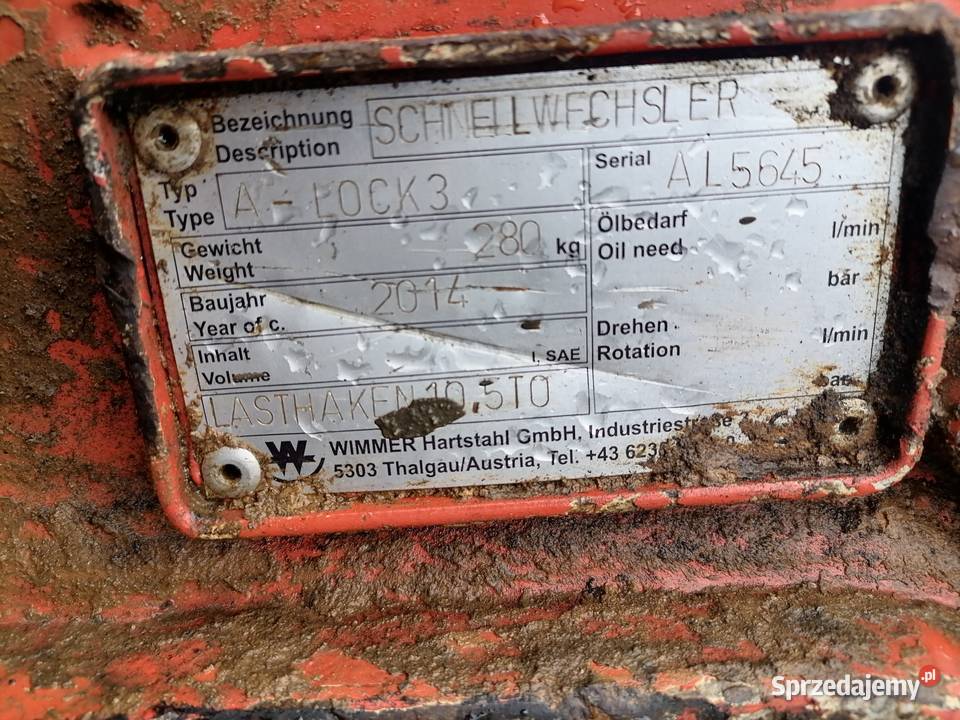 Bezeichnung SCHNELLWECHSLER
Description
Typ A-LOCK3 Serial AL5645
Type
Gewicht 280 kg Ölbedarf l/min
Weight Oil need
bar
Baujahr 2014
Year of c.
Drehen l/min
Inhalt l. SAE Rotation
Volume bar
LASTHAKEN 10,5TO
WIMMER Hartstahl GmbH, Industriestraße
5303 Thalgau/Austria, Tel. +43 623
Sprzedajemy.pl